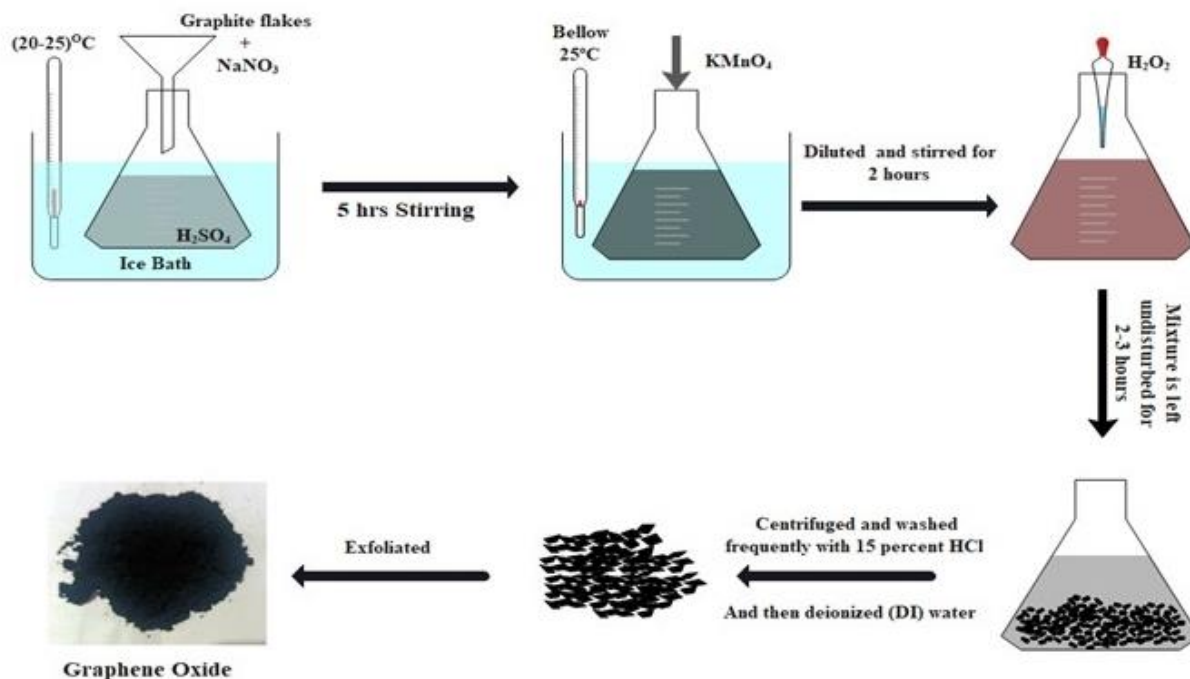 (20-25)⁰C
Graphite flakes
+
NaNO₃
H₂SO₄
Ice Bath
5 hrs Stirring
Bellow
25°C
KMnO₄
Diluted and stirred for
2 hours
H₂O₂
Mixture is left
undisturbed for
2-3 hours
Centrifuged and washed
frequently with 15 percent HCl
And then deionized (DI) water
Exfoliated
Graphene Oxide